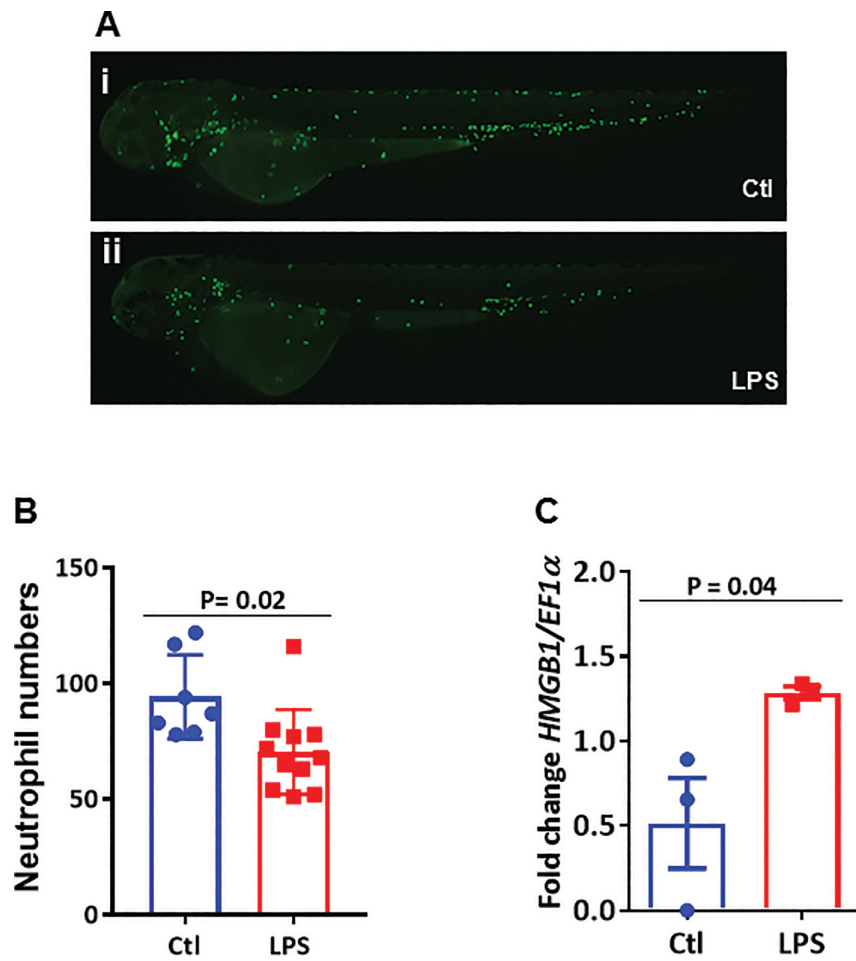 A
i
Ctl
ii
LPS
B
Neutrophil numbers
150
100
50
0
P= 0.02
Ctl
LPS
C
Fold change HMGB1/EF1α
2.0
1.5
1.0
0.5
0.0
P = 0.04
Ctl
LPS